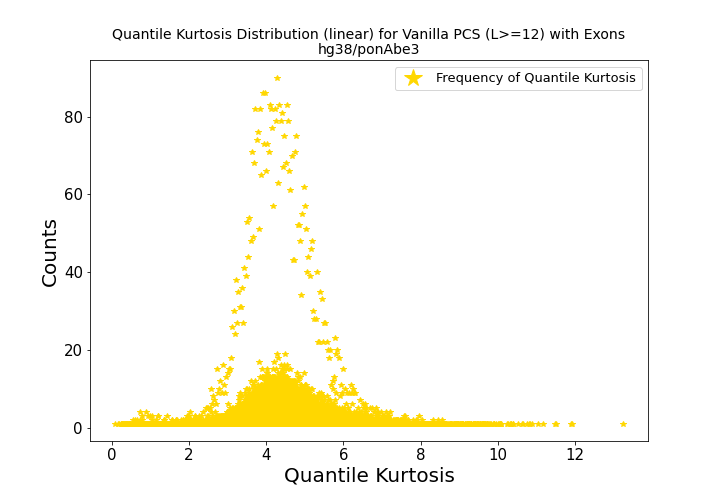 Quantile Kurtosis Distribution (linear) for Vanilla PCS (L>=12) with Exons
hg38/ponAbe3
Frequency of Quantile Kurtosis
Counts
80
60
40
20
0
0 2 4 6 8 10 12
Quantile Kurtosis